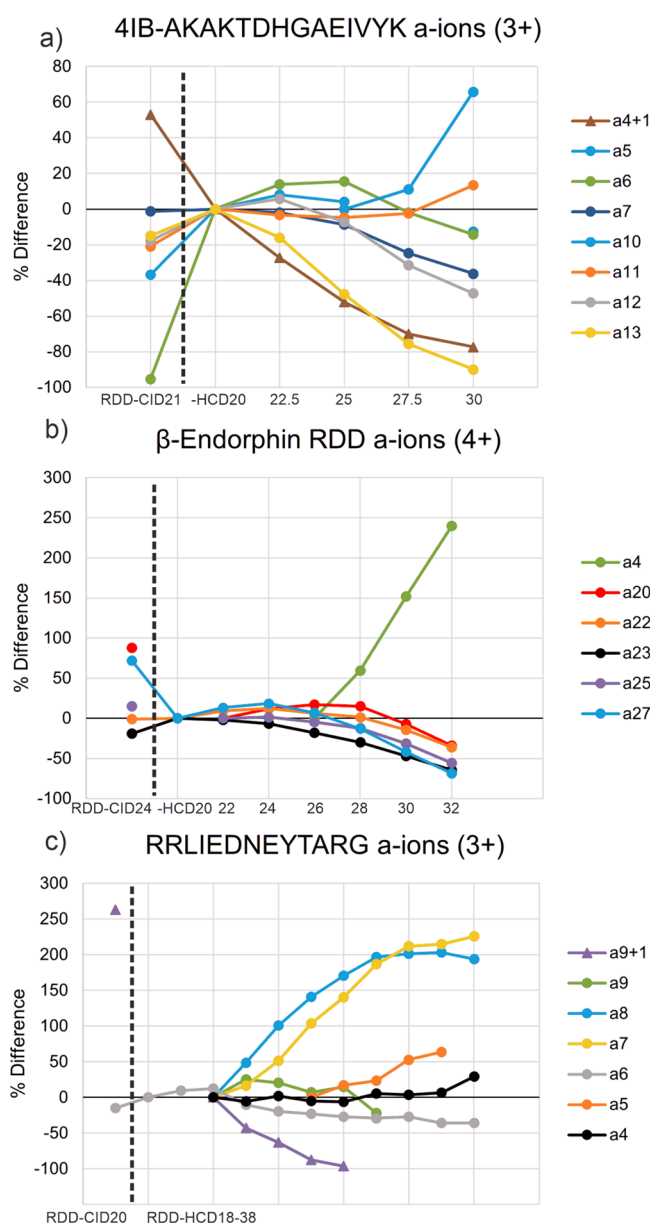 a)
4IB-AKAKTDHGAEIVYK a-ions (3+)
80
60
40
20
0
-20
-40
-60
-80
-100
% Difference
RDD-CID21 -HCD20 22.5 25 27.5 30
a4+1
a5
a6
a7
a10
a11
a12
a13
b)
β-Endorphin RDD a-ions (4+)
300
250
200
150
100
50
0
-50
-100
% Difference
RDD-CID24 -HCD20 22 24 26 28 30 32
a4
a20
a22
a23
a25
a27
c)
RRLIEDNEYTARG a-ions (3+)
300
250
200
150
100
50
0
-50
-100
% Difference
RDD-CID20 RDD-HCD18-38
a9+1
a9
a8
a7
a6
a5
a4